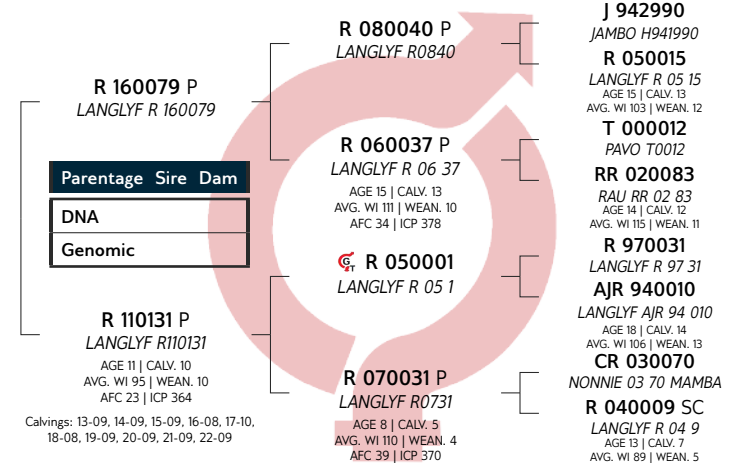 R 160079 P
LANGLYF R 160079
Parentage Sire Dam
DNA
Genomic
R 110131 P
LANGLYF R110131
AGE 11 | CALV. 10
AVG. WI 95 | WEAN. 10
AFC 23 | ICP 364
Calvings: 13-09, 14-09, 15-09, 16-08, 17-10,
18-08, 19-09, 20-09, 21-09, 22-09
R 080040 P
LANGLYF R0840
R 060037 P
LANGLYF R 06 37
AGE 15 | CALV. 13
AVG. WI 111 | WEAN. 10
AFC 34 | ICP 378
GT R 050001
LANGLYF R 05 1
R 070031 P
LANGLYF R0731
AGE 8 | CALV. 5
AVG. WI 110 | WEAN. 4
AFC 39 | ICP 370
J 942990
JAMBO H941990
R 050015
LANGLYF R 05 15
AGE 15 | CALV. 13
AVG. WI 103 | WEAN. 12
T 000012
PAVO T0012
RR 020083
RAU RR 02 83
AGE 14 | CALV. 12
AVG. WI 115 | WEAN. 11
R 970031
LANGLYF R 97 31
AJR 940010
LANGLYF AJR 94 010
AGE 18 | CALV. 14
AVG. WI 106 | WEAN. 13
CR 030070
NONNIE 03 70 MAMBA
R 040009 SC
LANGLYF R 04 9
AGE 13 | CALV. 7
AVG. WI 89 | WEAN. 5